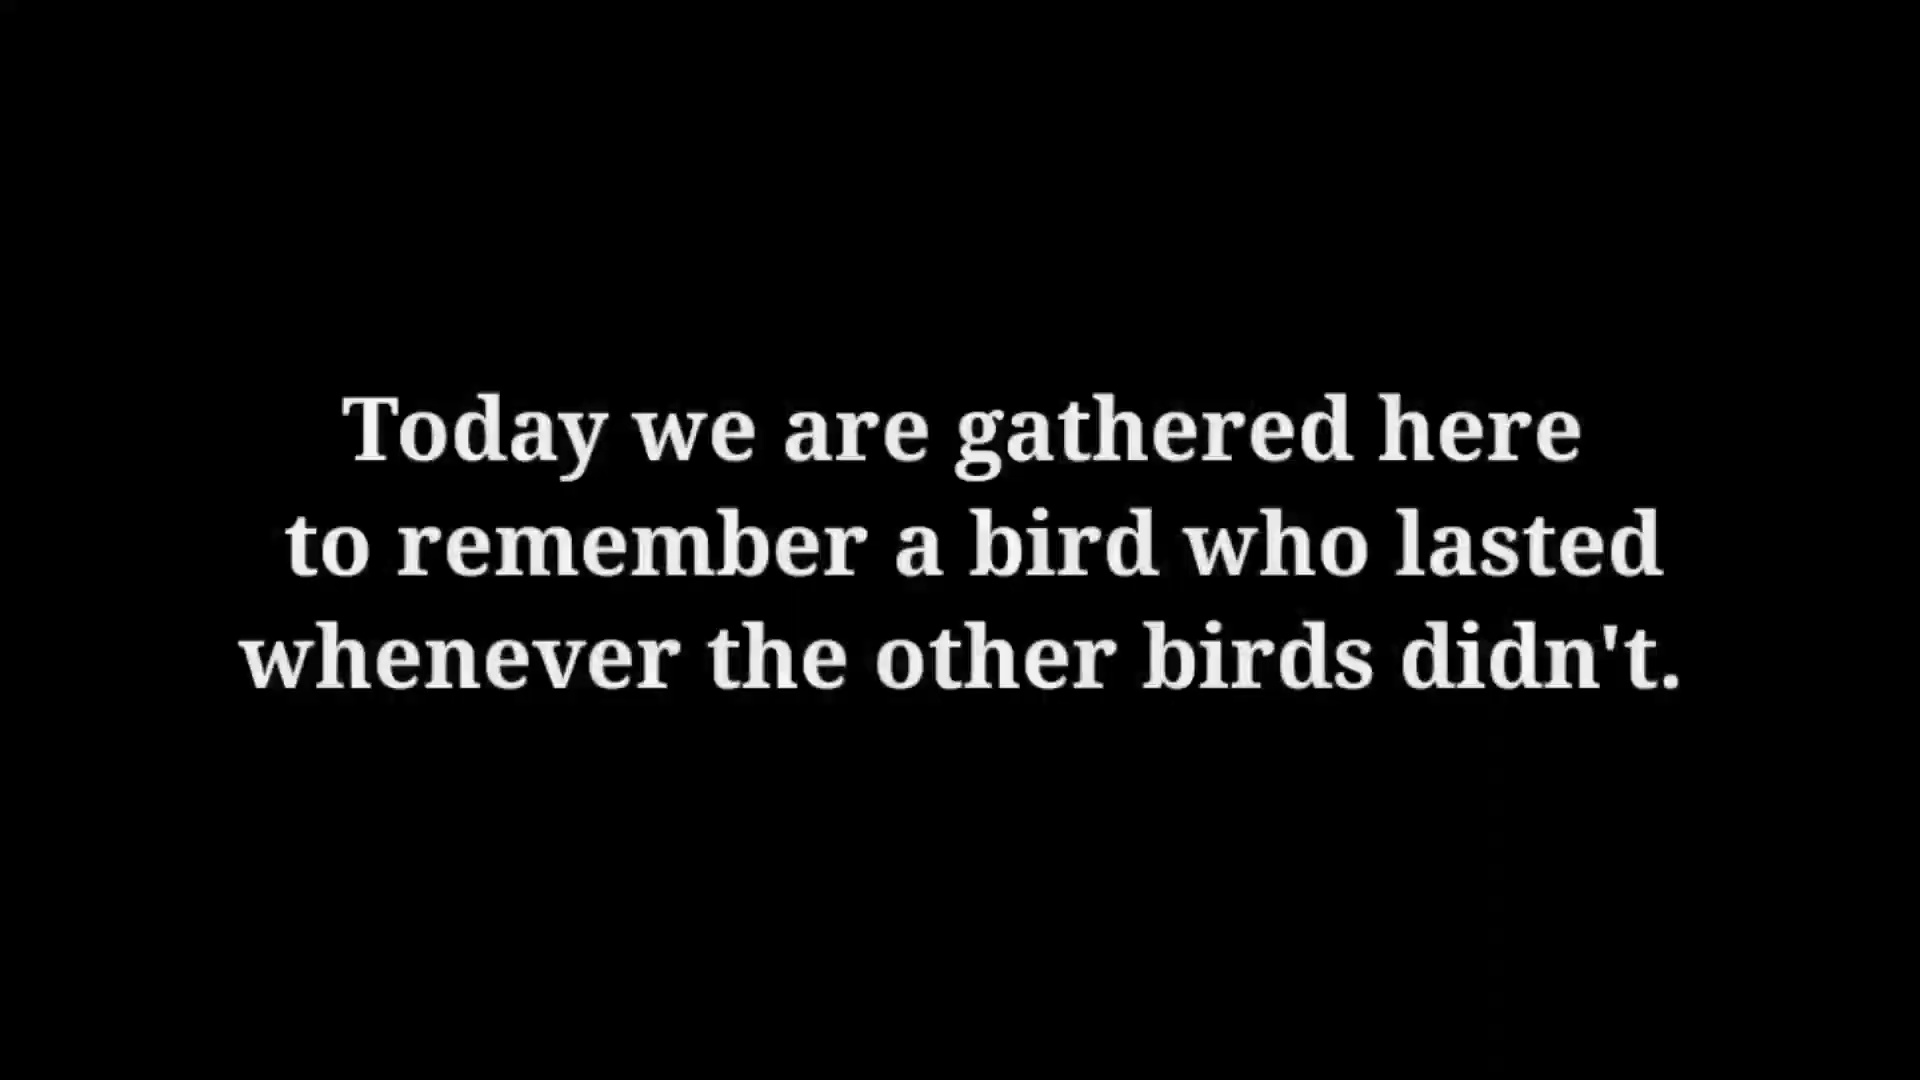 Today we are gathered here
to remember a bird who lasted
whenever the other birds didn't.